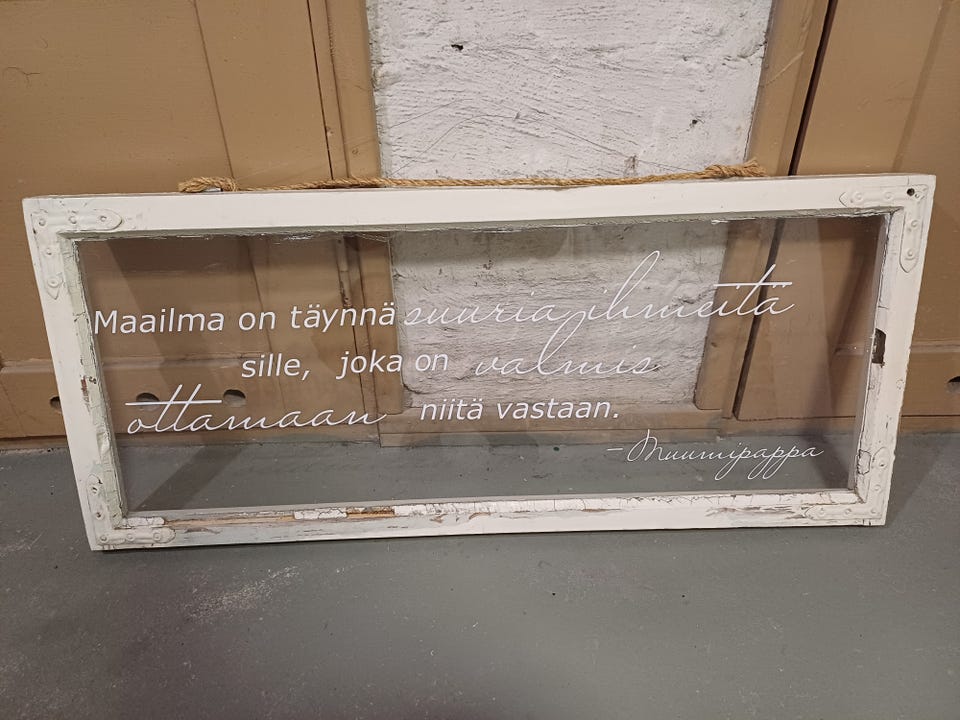 Maailma on täynnä suuria ihmeitä
sille, joka on valmis
ottamaan niitä vastaan.
-Muumipappa